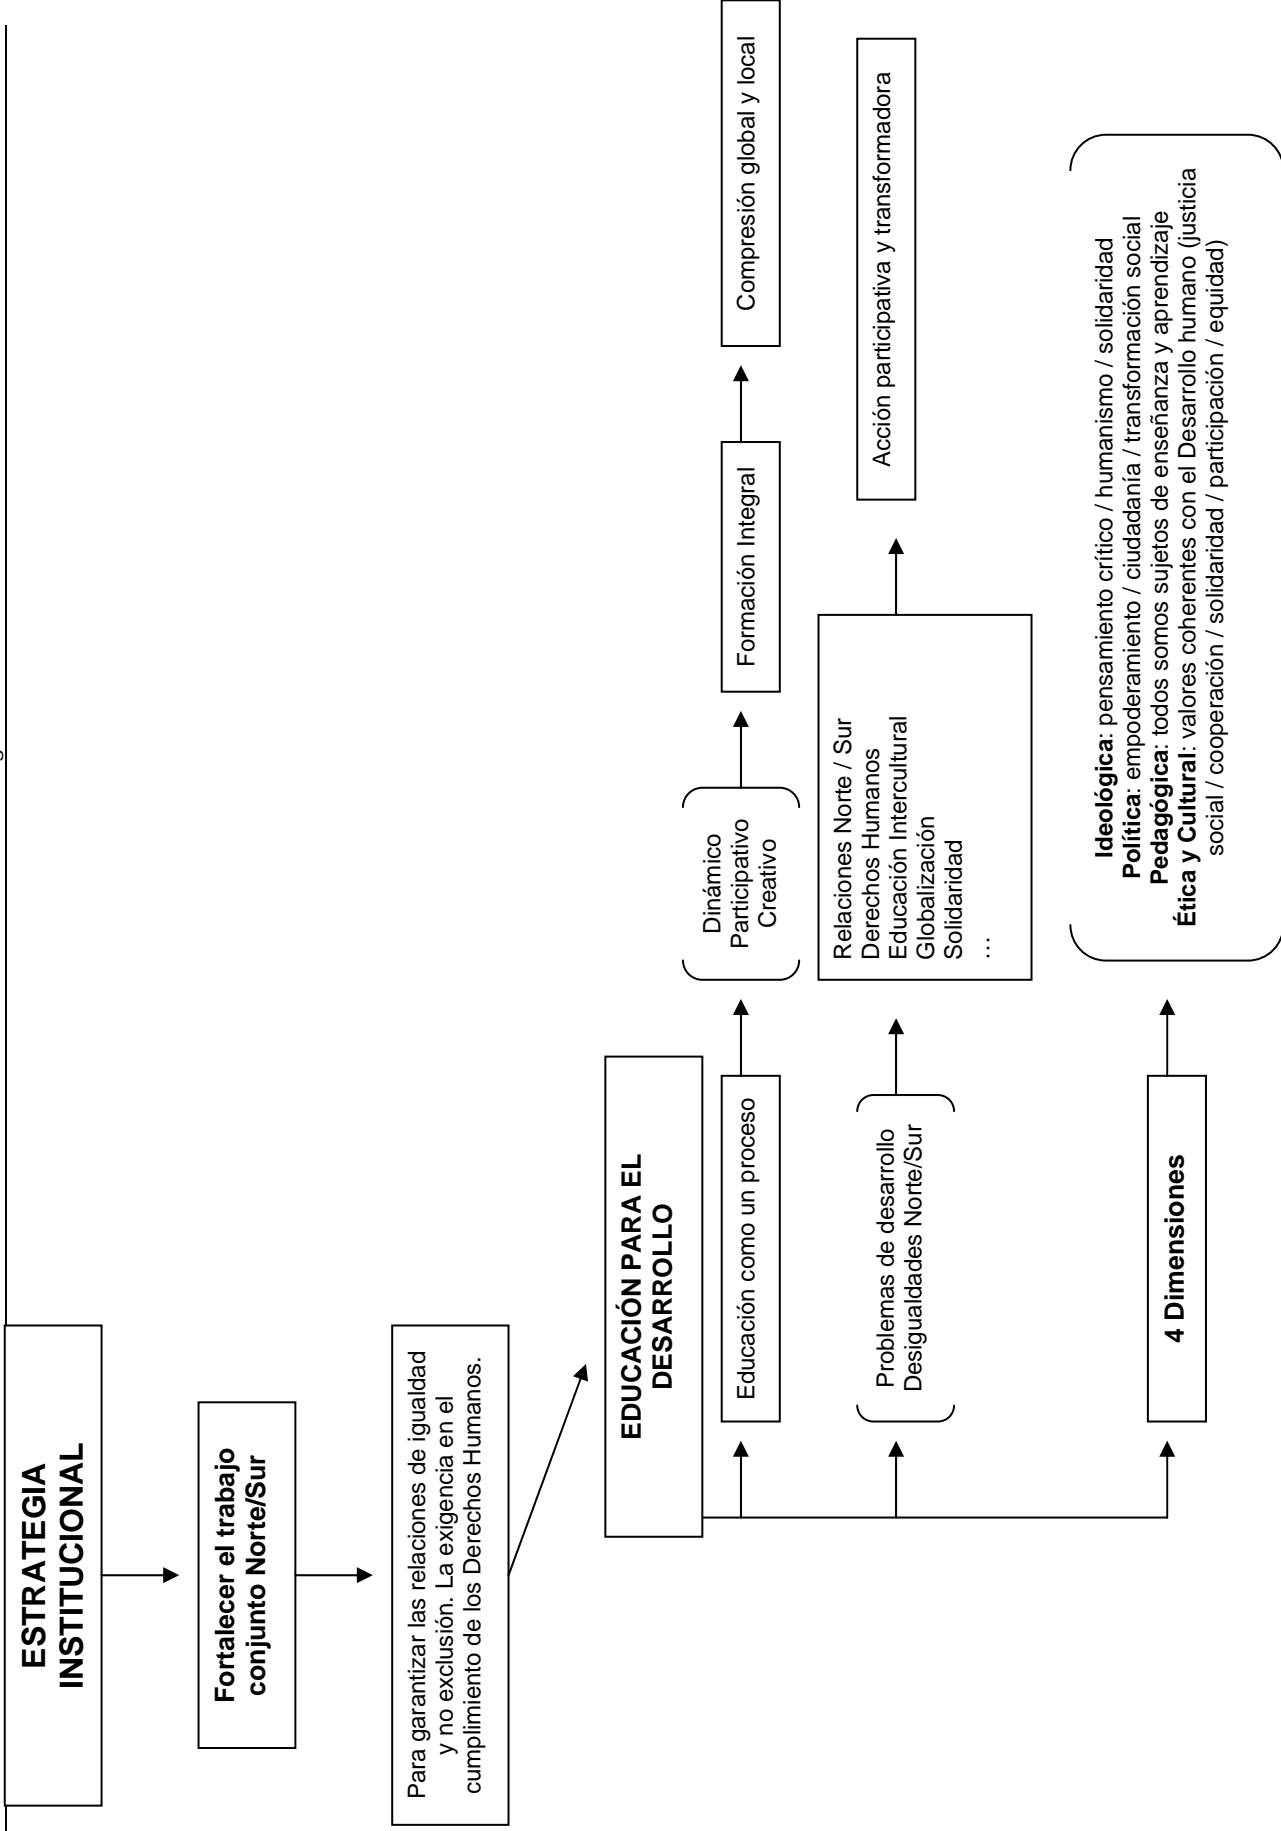 ESTRATEGIA
INSTITUCIONAL
Fortalecer el trabajo
conjunto Norte/Sur
Para garantizar las relaciones de igualdad
y no exclusión. La exigencia en el
cumplimiento de los Derechos Humanos.
EDUCACIÓN PARA EL
DESARROLLO
Educación como un proceso
Dinámico
Participativo
Creativo
Formación Integral
Compresión global y local
Problemas de desarrollo
Desigualdades Norte/Sur
Relaciones Norte / Sur
Derechos Humanos
Educación Intercultural
Globalización
Solidaridad
…
Acción participativa y transformadora
4 Dimensiones
Ideológica: pensamiento crítico / humanismo / solidaridad
Política: empoderamiento / ciudadanía / transformación social
Pedagógica: todos somos sujetos de enseñanza y aprendizaje
Ética y Cultural: valores coherentes con el Desarrollo humano (justicia
social / cooperación / solidaridad / participación / equidad)